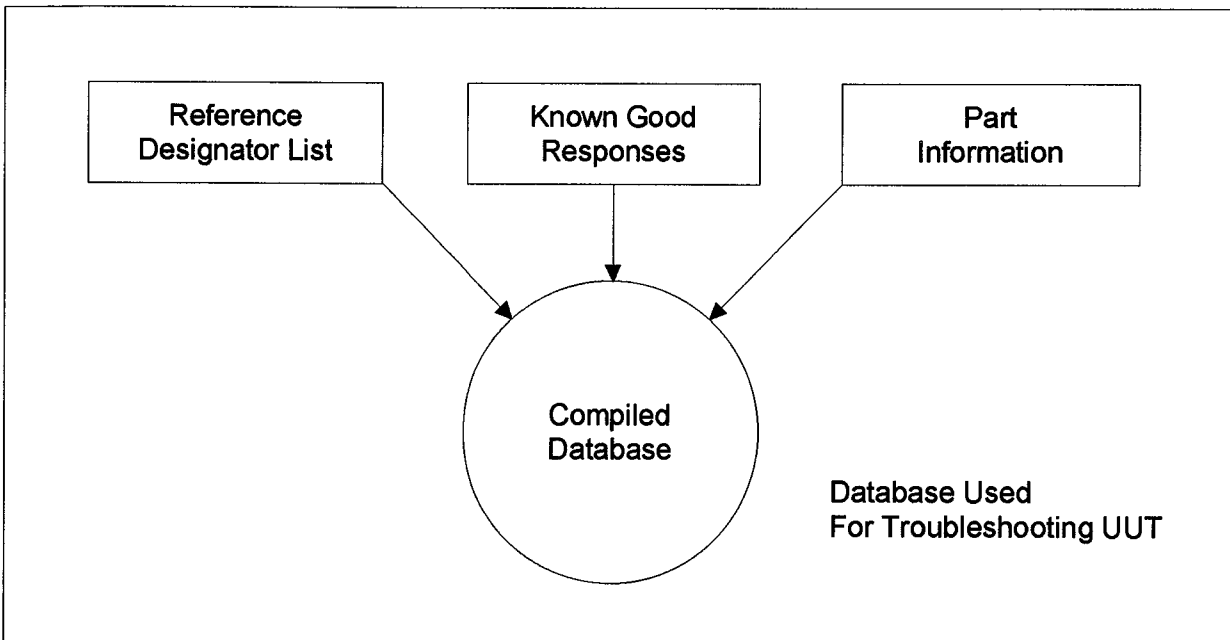 Reference
Designator List
Known Good
Responses
Part
Information
Compiled
Database
Database Used
For Troubleshooting UUT